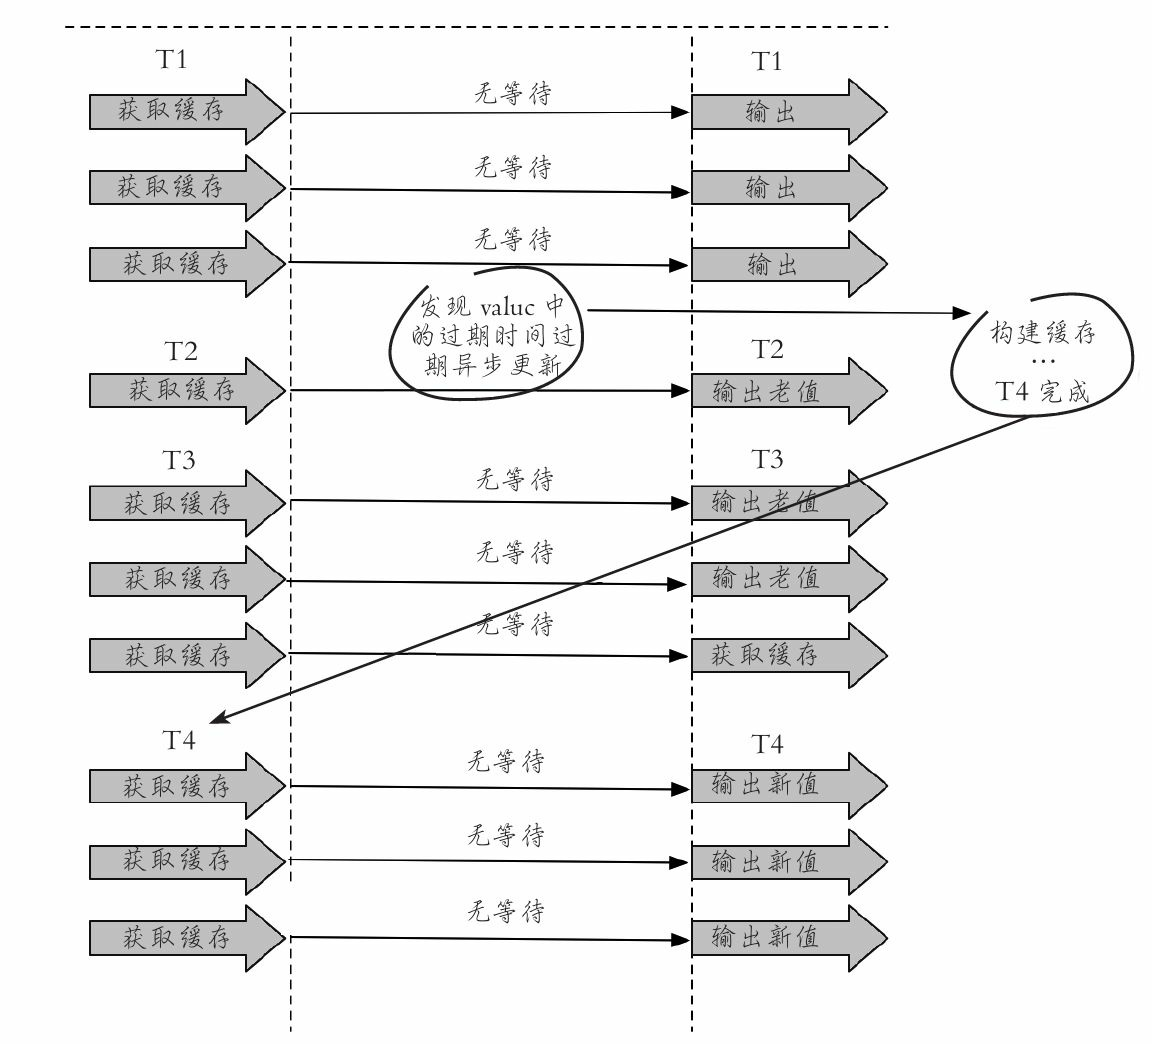 T1
T1
获取缓存
无等待
输出
获取缓存
无等待
输出
获取缓存
无等待
输出
发现 valuc 中
的过期时间过
期异步更新
构建缓存
…
T4 完成
T2
T2
获取缓存
输出老值
T3
T3
获取缓存
无等待
输出老值
获取缓存
无等待
输出老值
获取缓存
无等待
获取缓存
T4
T4
获取缓存
无等待
输出新值
获取缓存
无等待
输出新值
获取缓存
无等待
输出新值